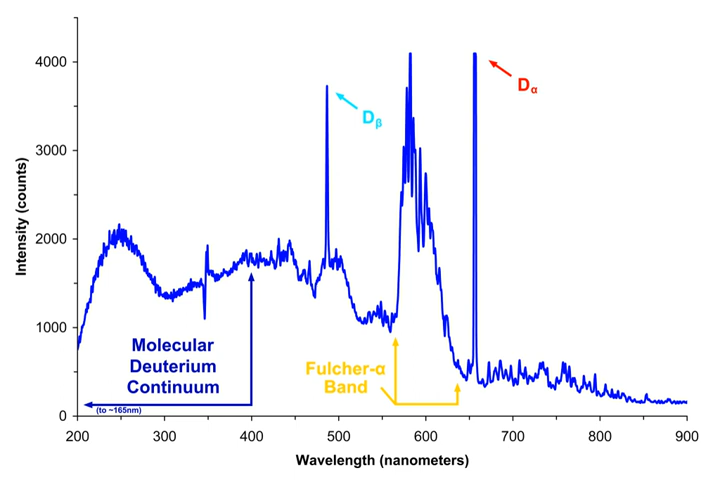 4000
3000
2000
1000
0
Intensity (counts)
Dβ
Dα
Molecular
Deuterium
Continuum
(to ~165nm)
Fulcher-α
Band
200 300 400 500 600 700 800 900
Wavelength (nanometers)